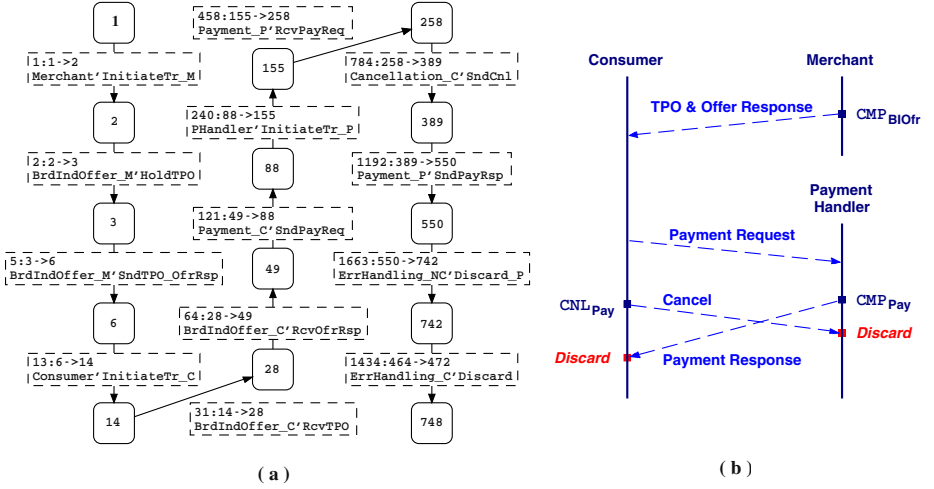 1
1:1->2
Merchant'InitiateTr_M
2
2:2->3
BrdIndOffer_M'HoldTPO
3
5:3->6
BrdIndOffer_M'SndTPO_OfrRsp
6
13:6->14
Consumer'InitiateTr_C
14
31:14->28
BrdIndOffer_C'RcvTPO
28
64:28->49
BrdIndOffer_C'RcvOfrRsp
49
121:49->88
Payment_C'SndPayReq
88
240:88->155
PHandler'InitiateTr_P
155
458:155->258
Payment_P'RcvPayReq
258
784:258->389
Cancellation_C'SndCnl
389
1192:389->550
Payment_P'SndPayRsp
550
1663:550->742
ErrHandling_NC'Discard_P
742
1434:464->472
ErrHandling_C'Discard
748
( a )
Consumer
Merchant
TPO & Offer Response
CMP BIOfr
Payment
Handler
Payment Request
CNL Pay
Cancel
CMP Pay
Discard
Discard
Payment Response
( b )